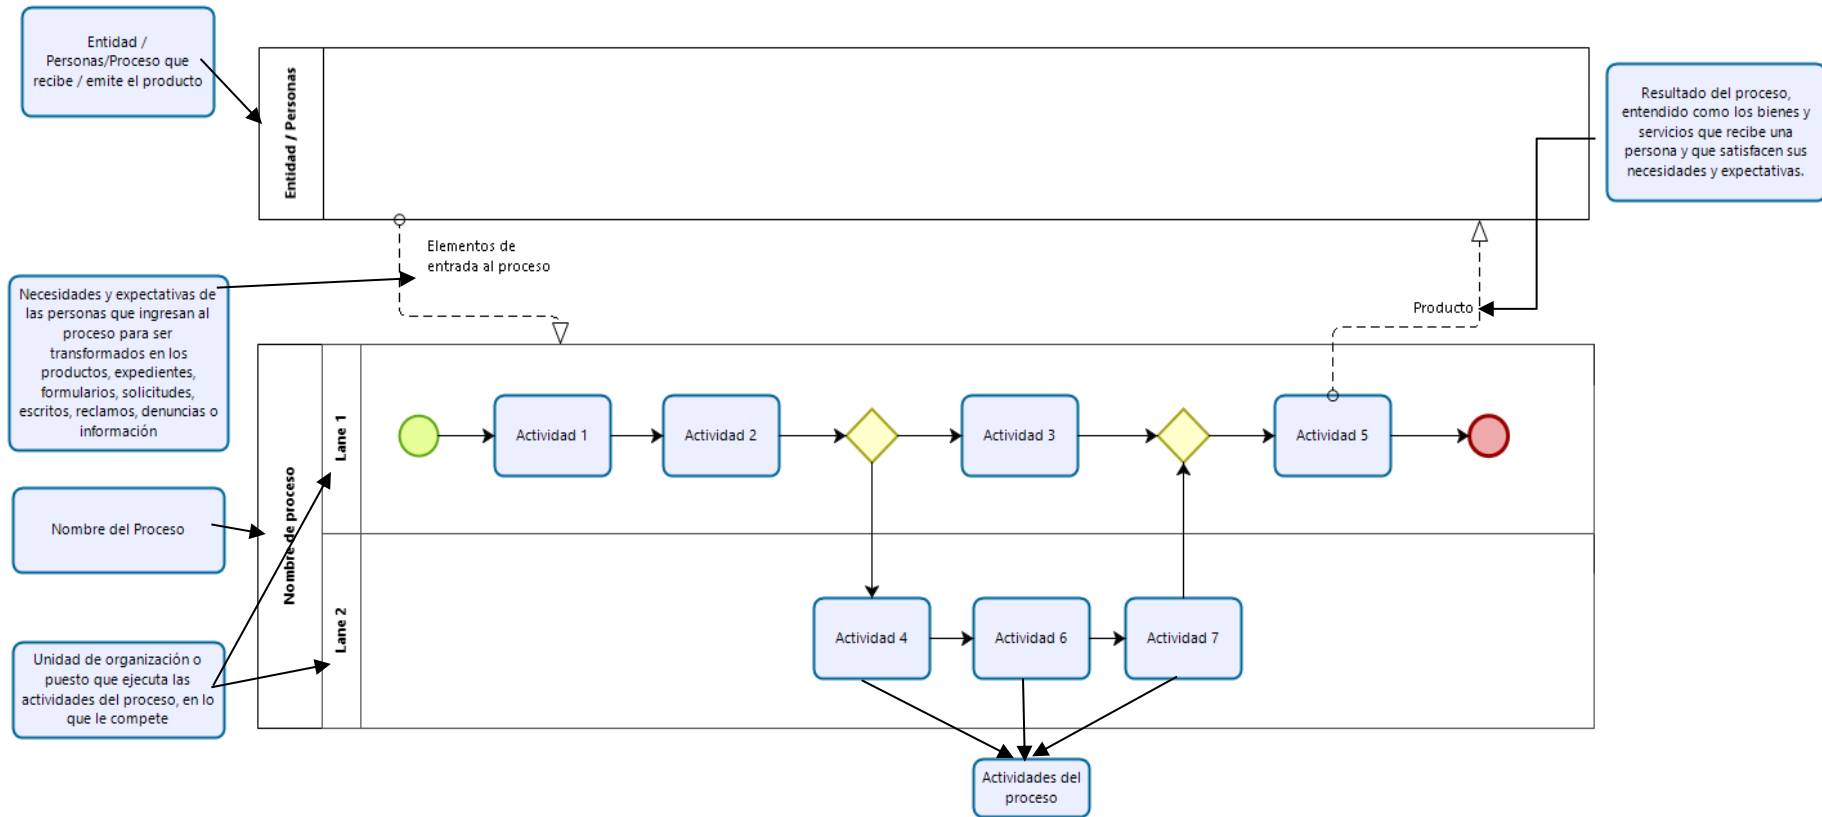 Entidad /
Personas/Proceso que
recibe / emite el producto
Entidad / Personas
Resultado del proceso,
entendido como los bienes y
servicios que recibe una
persona y que satisfacen sus
necesidades y expectativas.
Elementos de
entrada al proceso
Necesidades y expectativas de
las personas que ingresan al
proceso para ser
transformados en los
productos, expedientes,
formularios, solicitudes,
escritos, reclamos, denuncias o
información
Producto
Nombre de proceso
Lane 1
Actividad 1
Actividad 2
Actividad 3
Actividad 5
Nombre del Proceso
Lane 2
Actividad 4
Actividad 6
Actividad 7
Unidad de organización o
puesto que ejecuta las
actividades del proceso, en lo
que le compete
Actividades del
proceso